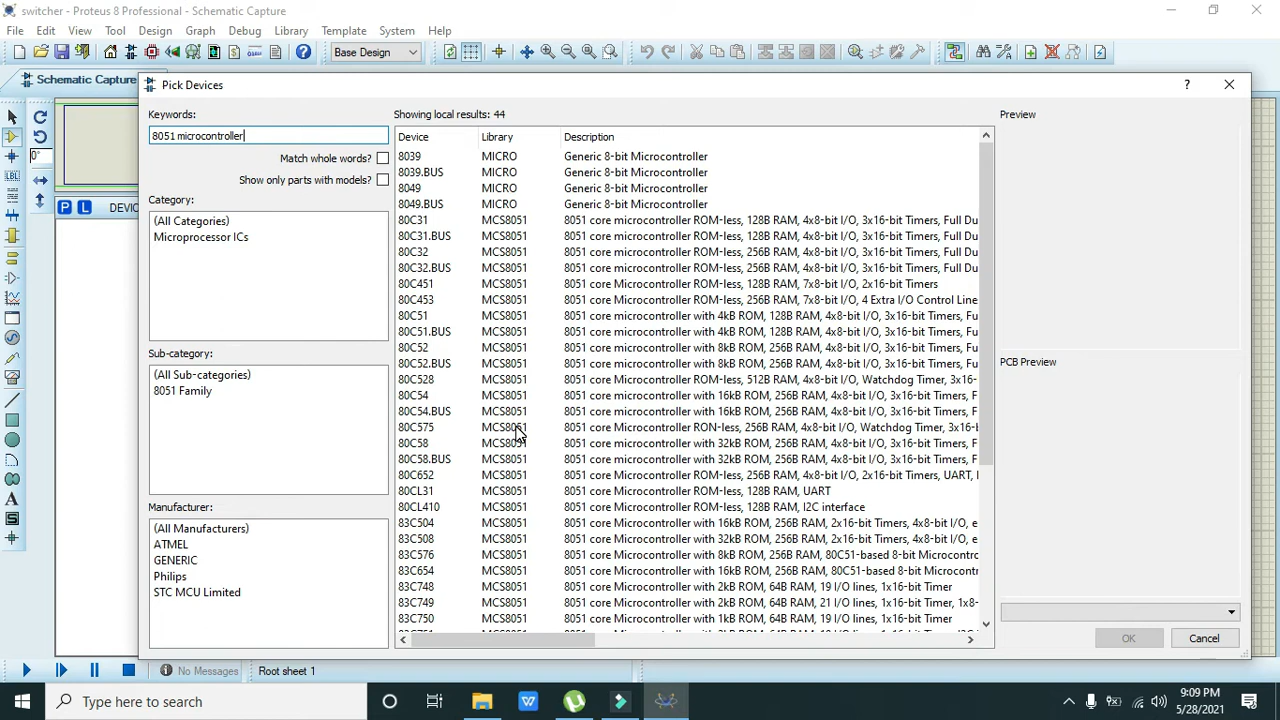 switcher - Proteus 8 Professional - Schematic Capture
File Edit View Tool Design Graph Debug Library Template System Help
Base Design
Schematic Capture
Pick Devices
Keywords:
8051 microcontroller
Match whole words?
Show only parts with models?
Category:
(All Categories)
Microprocessor ICs
Sub-category:
(All Sub-categories)
8051 Family
Manufacturer:
(All Manufacturers)
ATMEL
GENERIC
Philips
STC MCU Limited
Showing local results: 44
Device Library Description
8039 MICRO Generic 8-bit Microcontroller
8039.BUS MICRO Generic 8-bit Microcontroller
8049 MICRO Generic 8-bit Microcontroller
8049.BUS MICRO Generic 8-bit Microcontroller
80C31 MCS8051 8051 core microcontroller ROM-less, 128B RAM, 4x8-bit I/O, 3x16-bit Timers, Full Du
80C31.BUS MCS8051 8051 core microcontroller ROM-less, 128B RAM, 4x8-bit I/O, 3x16-bit Timers, Full Du
80C32 MCS8051 8051 core microcontroller ROM-less, 256B RAM, 4x8-bit I/O, 3x16-bit Timers, Full Du
80C32.BUS MCS8051 8051 core microcontroller ROM-less, 256B RAM, 4x8-bit I/O, 3x16-bit Timers, Full Du
80C451 MCS8051 8051 core microcontroller ROM-less, 128B RAM, 7x8-bit I/O, 2x16-bit Timers
80C453 MCS8051 8051 core microcontroller ROM-less, 256B RAM, 7x8-bit I/O, 4 Extra I/O Control Line
80C51 MCS8051 8051 core microcontroller with 4kB ROM, 128B RAM, 4x8-bit I/O, 3x16-bit Timers, Fu
80C51.BUS MCS8051 8051 core microcontroller with 4kB ROM, 128B RAM, 4x8-bit I/O, 3x16-bit Timers, Fu
80C52 MCS8051 8051 core microcontroller with 8kB ROM, 256B RAM, 4x8-bit I/O, 3x16-bit Timers, Fu
80C52.BUS MCS8051 8051 core microcontroller with 8kB ROM, 256B RAM, 4x8-bit I/O, 3x16-bit Timers, Fu
80C528 MCS8051 8051 core microcontroller ROM-less, 512B RAM, 4x8-bit I/O, Watchdog Timer, 3x16-
80C54 MCS8051 8051 core microcontroller with 16kB ROM, 256B RAM, 4x8-bit I/O, 3x16-bit Timers, F
80C54.BUS MCS8051 8051 core microcontroller with 16kB ROM, 256B RAM, 4x8-bit I/O, 3x16-bit Timers, F
80C575 MCS8051 8051 core Microcontroller RON-less, 256B RAM, 4x8-bit I/O, Watchdog Timer, 3x16-b
80C58 MCS8051 8051 core microcontroller with 32kB ROM, 256B RAM, 4x8-bit I/O, 3x16-bit Timers, F
80C58.BUS MCS8051 8051 core microcontroller with 32kB ROM, 256B RAM, 4x8-bit I/O, 3x16-bit Timers, F
80C652 MCS8051 8051 core Microcontroller ROM-less, 256B RAM, 4x8-bit I/O, 2x16-bit Timers, UART, I
80CL31 MCS8051 8051 core Microcontroller ROM-less, 128B RAM, UART
80CL410 MCS8051 8051 core Microcontroller ROM-less, 128B RAM, I2C interface
83C504 MCS8051 8051 core Microcontroller with 16kB ROM, 256B RAM, 2x16-bit Timers, 4x8-bit I/O, e
83C508 MCS8051 8051 core Microcontroller with 32kB ROM, 256B RAM, 2x16-bit Timers, 4x8-bit I/O, e
83C576 MCS8051 8051 core Microcontroller with 8kB ROM, 256B RAM, 80C51-based 8-bit Microcontro
83C654 MCS8051 8051 core Microcontroller with 16kB ROM, 256B RAM, 80C51-based 8-bit Microcont
83C748 MCS8051 8051 core Microcontroller with 2kB ROM, 64B RAM, 19 I/O lines, 1x16-bit Timer
83C749 MCS8051 8051 core Microcontroller with 2kB ROM, 64B RAM, 21 I/O lines, 1x16-bit Timer, 1x8-
83C750 MCS8051 8051 core Microcontroller with 1kB ROM, 64B RAM, 19 I/O lines, 1x16-bit Timer
Preview
PCB Preview
OK Cancel
0°
LBL
P L DEVIC
No Messages Root sheet 1
Type here to search
9:09 PM
5/28/2021